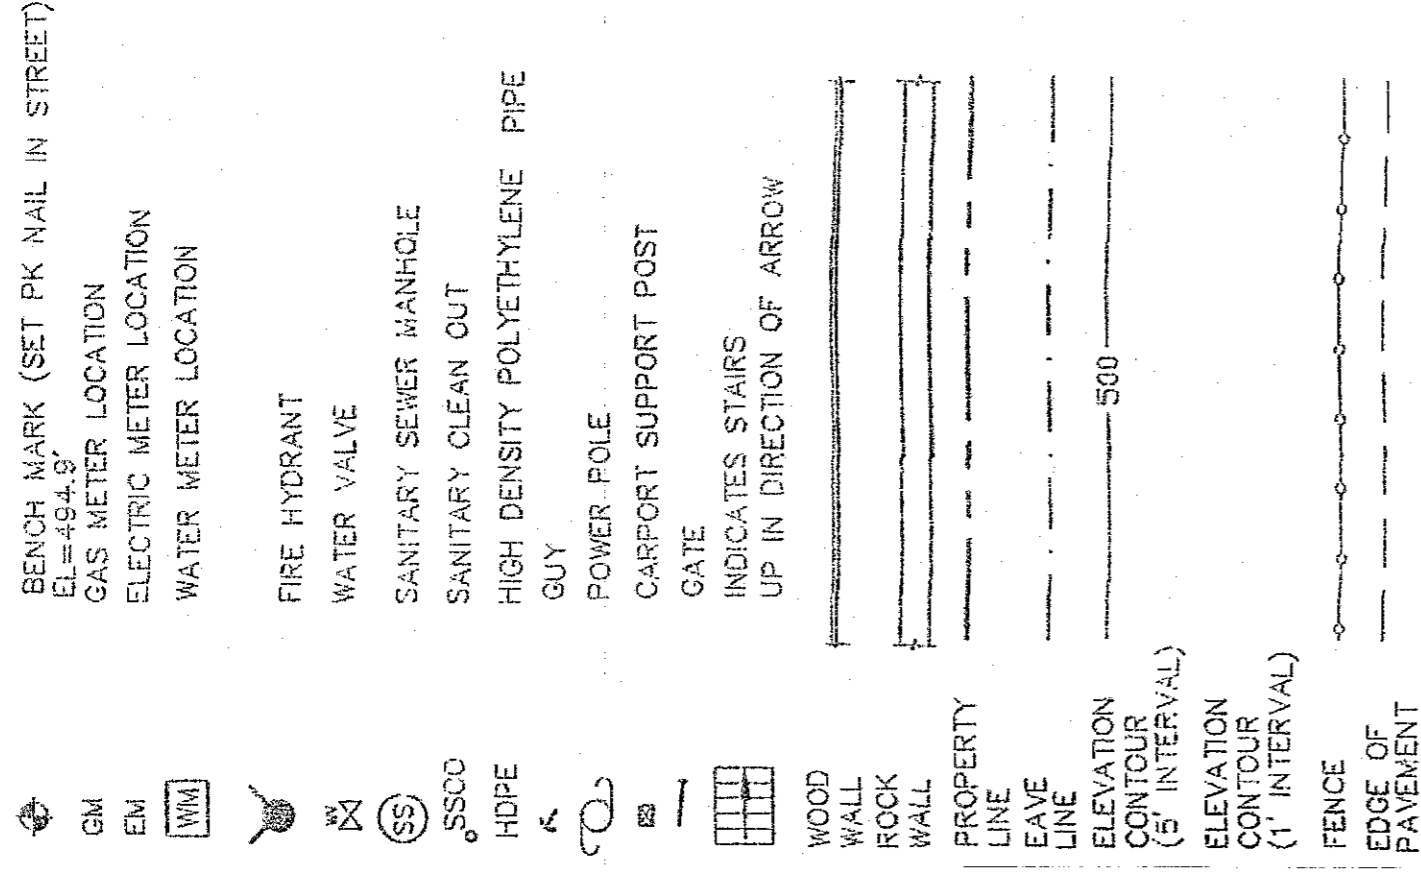 BENCH MARK (SET PK NAIL IN STREET)
EL=494.9'
GM GAS METER LOCATION
EM ELECTRIC METER LOCATION
WM WATER METER LOCATION
FIRE HYDRANT
WV WATER VALVE
SS SANITARY SEWER MANHOLE
SSCO SANITARY CLEAN OUT
HDPE HIGH DENSITY POLYETHYLENE PIPE
GUY
POWER POLE
CARPORT SUPPORT POST
GATE
INDICATES STAIRS
UP IN DIRECTION OF ARROW
WOOD
WALL
ROCK
WALL
PROPERTY
LINE
EAVE
LINE
ELEVATION
CONTOUR
(5' INTERVAL)
500
ELEVATION
CONTOUR
(1' INTERVAL)
FENCE
EDGE OF
PAVEMENT